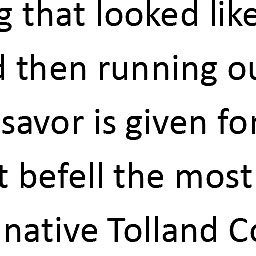 g that looked like
d then running ou
savor is given for
t befell the most
native Tolland Co